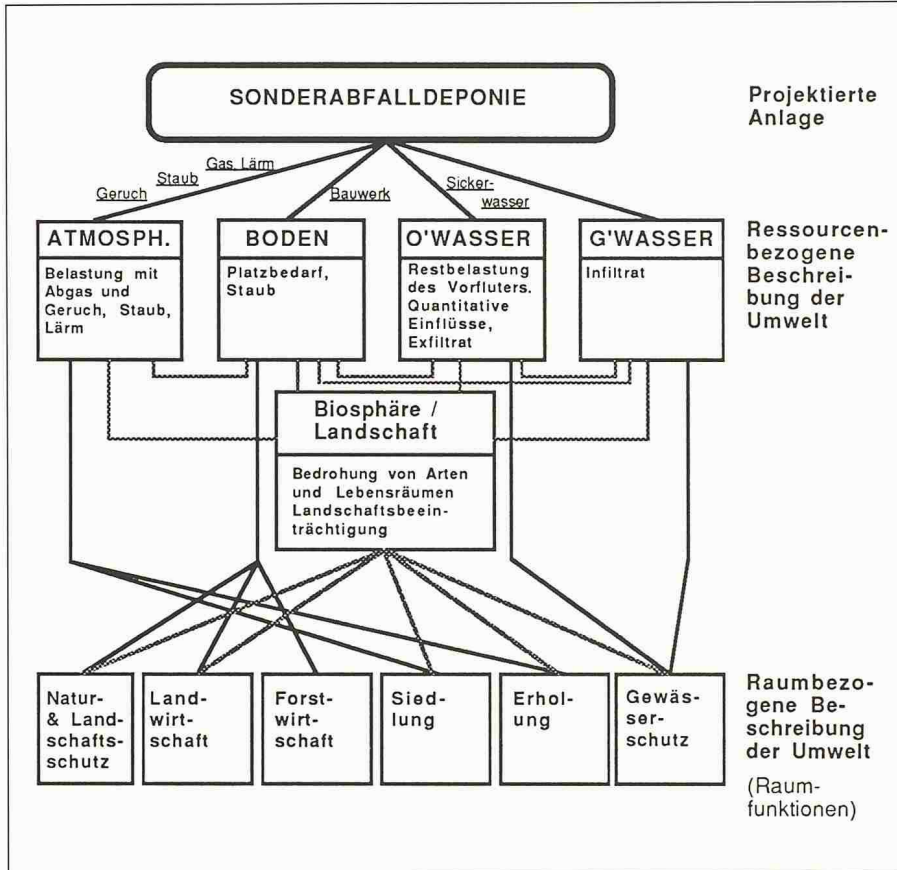 SONDERABFALLDEPONIE
Projektierte
Anlage
Gas, Lärm
Staub
Geruch
Bauwerk
Sicker-
wasser
ATMOSPH.
Belastung mit
Abgas und
Geruch, Staub,
Lärm
BODEN
Platzbedarf,
Staub
O'WASSER
Restbelastung
des Vorfluters.
Quantitative
Einflüsse,
Exfiltrat
G'WASSER
Infiltrat
Ressourcen-
bezogene
Beschrei-
bung der
Umwelt
Biosphäre /
Landschaft
Bedrohung von Arten
und Lebensräumen
Landschaftsbeein-
trächtigung
Natur-
& Land-
schafts-
schutz
Land-
wirt-
schaft
Forst-
wirt-
schaft
Sied-
lung
Erhol-
ung
Gewäs-
ser-
schutz
Raumbezo-
gene Be-
schreibung
der Umwelt
(Raum-
funktionen)